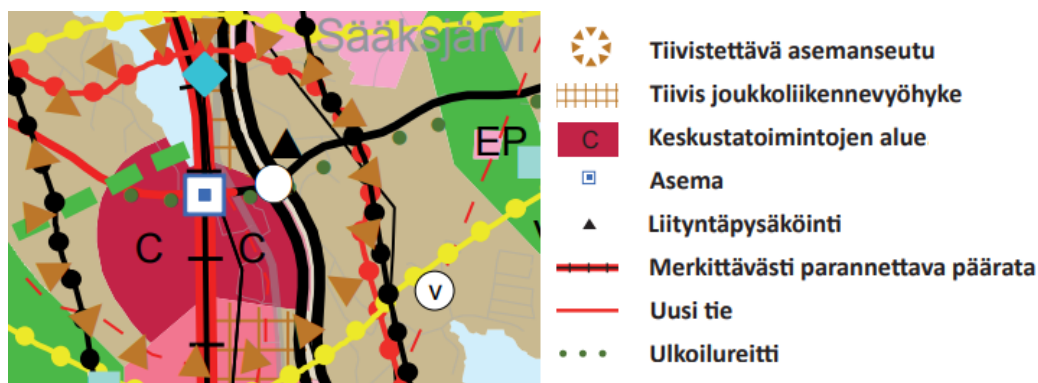 Sääksjärvi
EP
C
C
v
Tiivistettävä asemanseutu
Tiivis joukkoliikennevyöhyke
C
Keskustatoimintojen alue
Asema
Liityntäpysäköinti
Merkittävästi parannettava päärata
Uusi tie
Ulkoilureitti